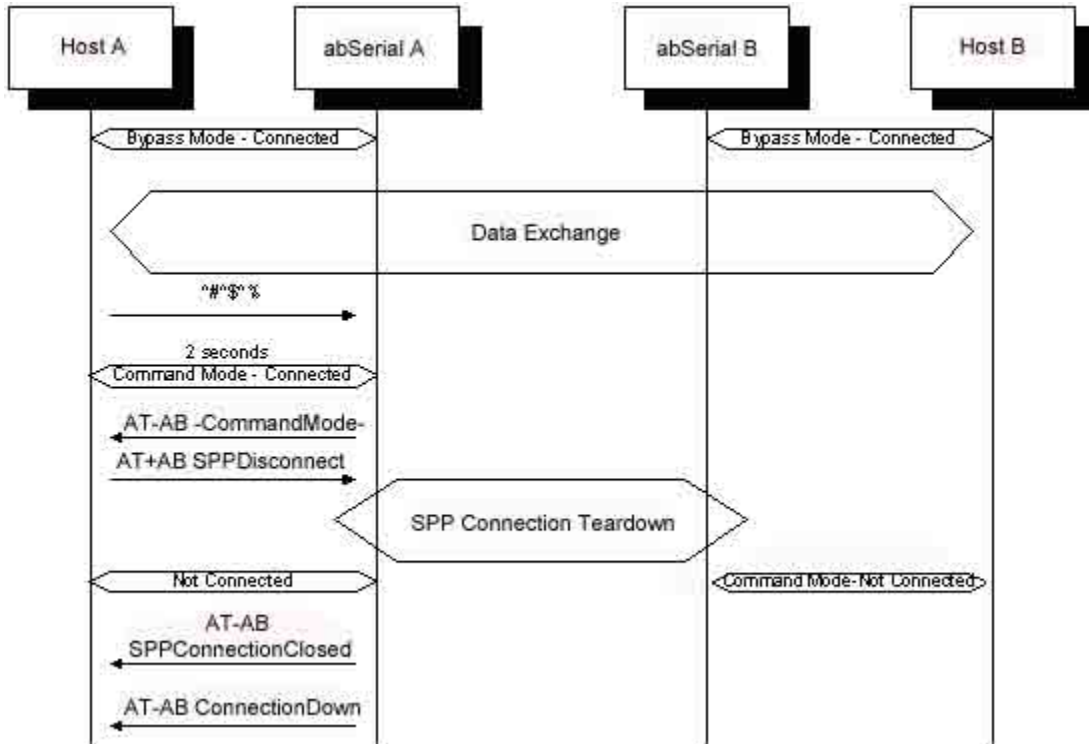 Host A
abSerial A
abSerial B
Host B
Bypass Mode - Connected
Bypass Mode - Connected
Data Exchange
^#^$^%
2 seconds
Command Mode - Connected
AT-AB -CommandMode-
AT+AB SPPDisconnect
SPP Connection Teardown
Not Connected
Command Mode-Not Connected
AT-AB
SPPConnectionClosed
AT-AB ConnectionDown